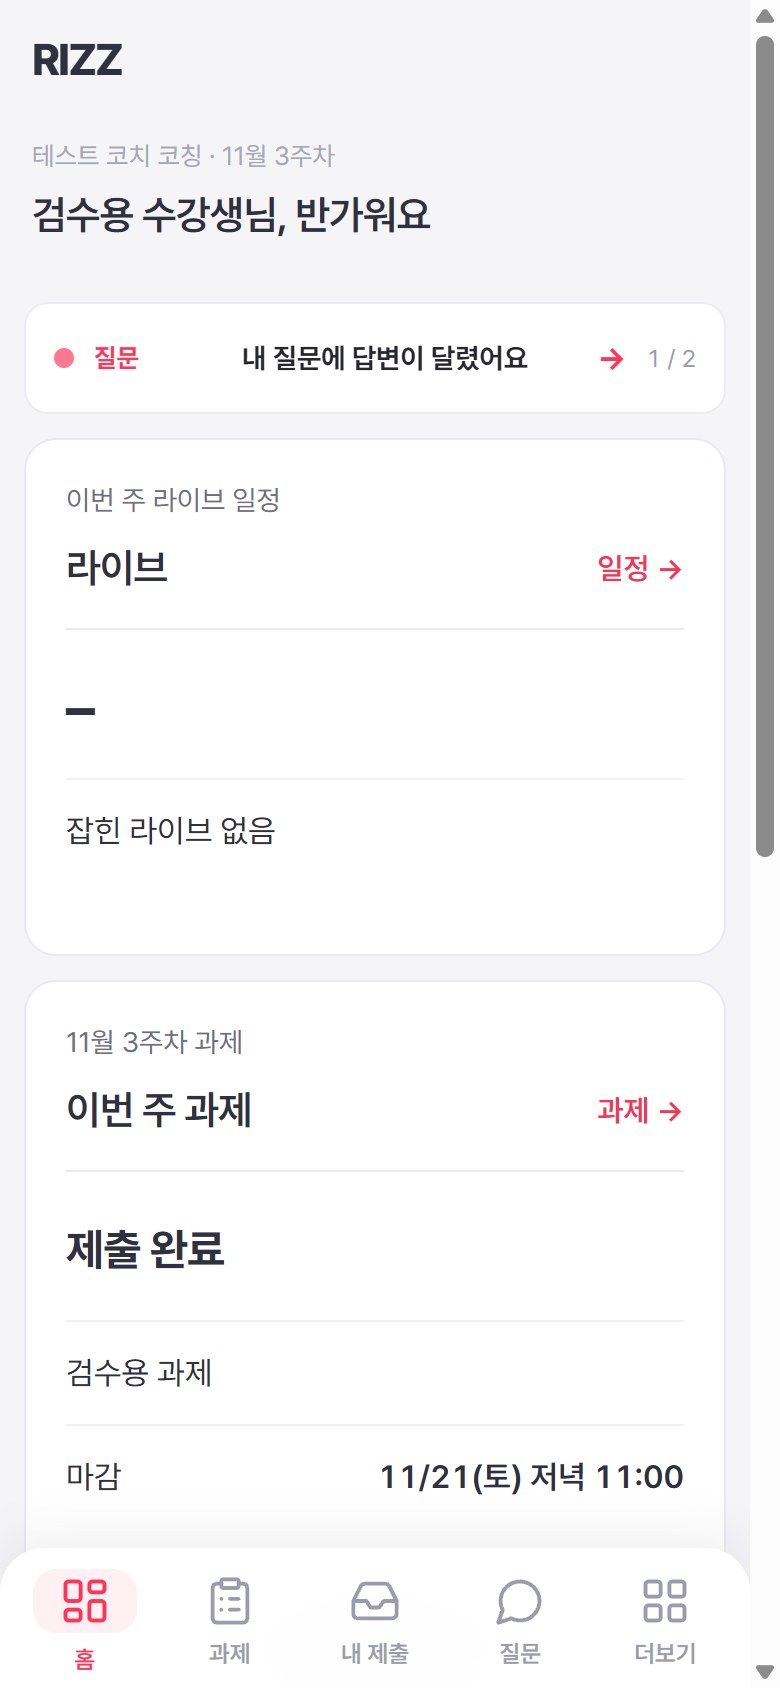 RIZZ
테스트 코치 코칭 · 11월 3주차
검수용 수강생님, 반가워요
질문 내 질문에 답변이 달렸어요 → 1 / 2
이번 주 라이브 일정
라이브 일정 →
–
잡힌 라이브 없음
11월 3주차 과제
이번 주 과제 과제 →
제출 완료
검수용 과제
마감 11/21(토) 저녁 11:00
홈 과제 내 제출 질문 더보기